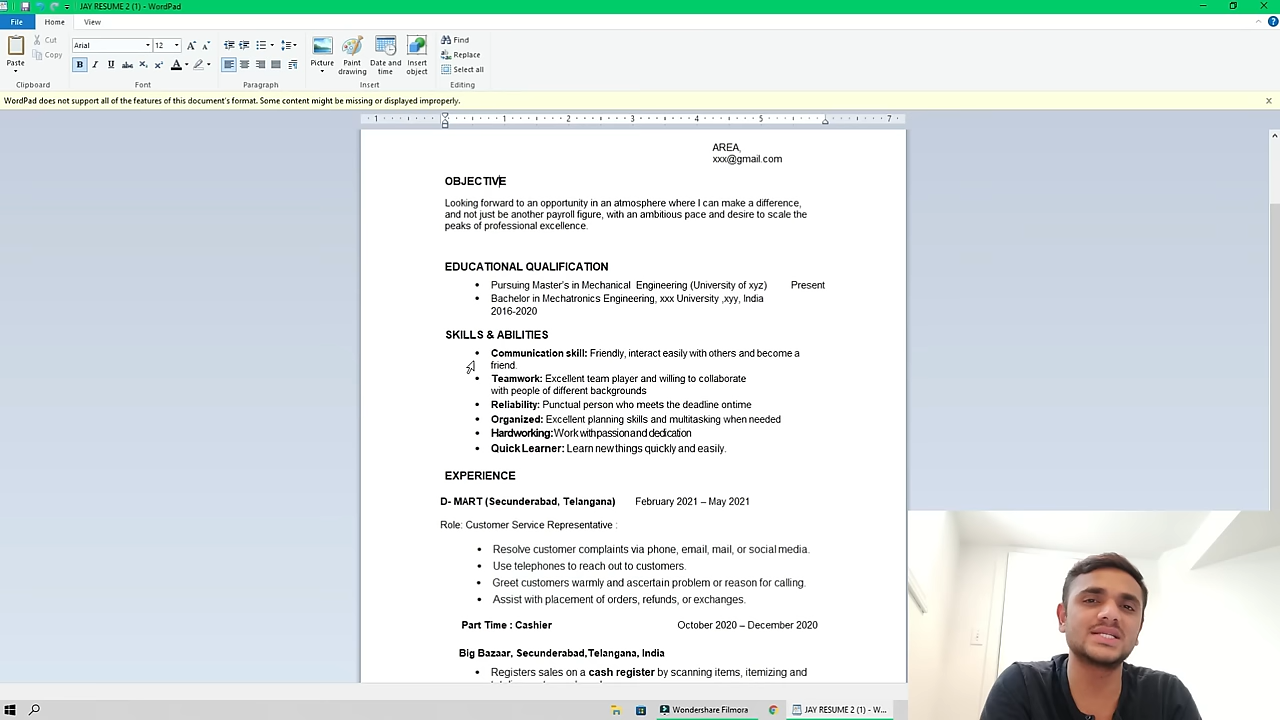 JAY RESUME 2 (1) - WordPad
File Home View
Cut
Copy
Paste
Arial 12
Picture
Paint drawing
Date and time
Insert object
Find
Replace
Select all
Clipboard Font Paragraph Insert Editing
WordPad does not support all of the features of this document's format. Some content might be missing or displayed improperly.
1 1 2 3 4 5 7
AREA,
xxx@gmail.com
OBJECTIVE
Looking forward to an opportunity in an atmosphere where I can make a difference,
and not just be another payroll figure, with an ambitious pace and desire to scale the
peaks of professional excellence.
EDUCATIONAL QUALIFICATION
• Pursuing Master's in Mechanical Engineering (University of xyz) Present
• Bachelor in Mechatronics Engineering, xxx University ,xyy, India
2016-2020
SKILLS & ABILITIES
• Communication skill: Friendly, interact easily with others and become a
friend.
• Teamwork: Excellent team player and willing to collaborate
with people of different backgrounds
• Reliability: Punctual person who meets the deadline ontime
• Organized: Excellent planning skills and multitasking when needed
• Hardworking: Work with passion and dedication
• Quick Learner: Learn new things quickly and easily.
EXPERIENCE
D- MART (Secunderabad, Telangana) February 2021 – May 2021
Role: Customer Service Representative :
• Resolve customer complaints via phone, email, mail, or social media.
• Use telephones to reach out to customers.
• Greet customers warmly and ascertain problem or reason for calling.
• Assist with placement of orders, refunds, or exchanges.
Part Time : Cashier October 2020 – December 2020
Big Bazaar, Secunderabad,Telangana, India
• Registers sales on a cash register by scanning items, itemizing and
Wondershare Filmora
JAY RESUME 2 (1) - W...